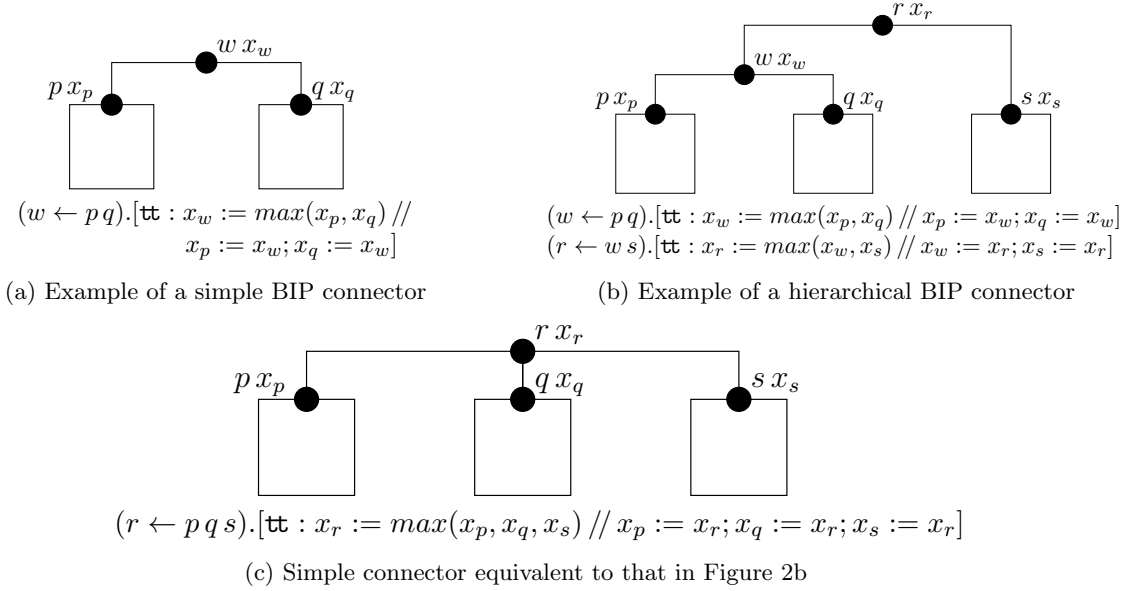 w x_w
p x_p
q x_q
(w ← p q).[tt : x_w := max(x_p, x_q) //
x_p := x_w; x_q := x_w]
(a) Example of a simple BIP connector
r x_r
w x_w
p x_p
q x_q
s x_s
(w ← p q).[tt : x_w := max(x_p, x_q) // x_p := x_w; x_q := x_w]
(r ← w s).[tt : x_r := max(x_w, x_s) // x_w := x_r; x_s := x_r]
(b) Example of a hierarchical BIP connector
r x_r
p x_p
q x_q
s x_s
(r ← p q s).[tt : x_r := max(x_p, x_q, x_s) // x_p := x_r; x_q := x_r; x_s := x_r]
(c) Simple connector equivalent to that in Figure 2b